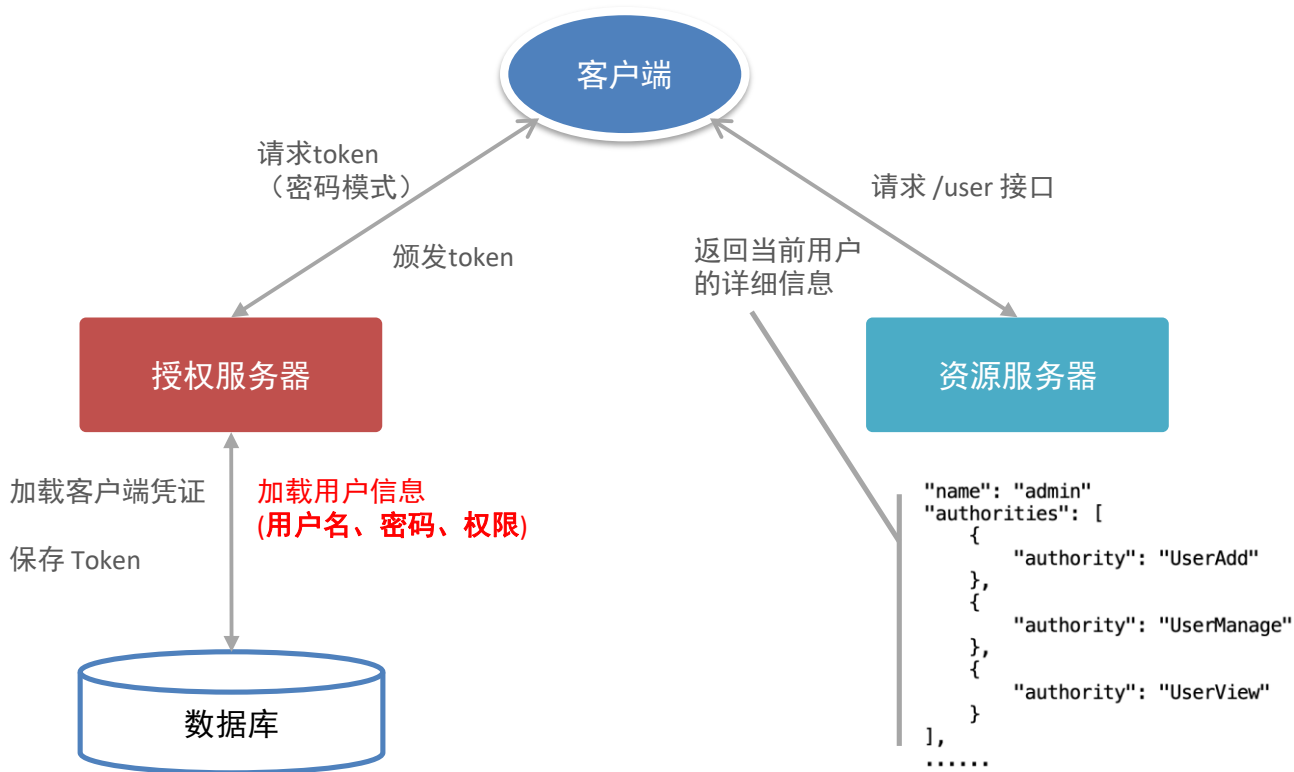 客户端
请求token
（密码模式）
颁发token
请求 /user 接口
返回当前用户
的详细信息
授权服务器
资源服务器
加载客户端凭证
保存 Token
加载用户信息
(用户名、密码、权限)
数据库
"name": "admin"
"authorities": [
{
"authority": "UserAdd"
},
{
"authority": "UserManage"
},
{
"authority": "UserView"
}
],
......